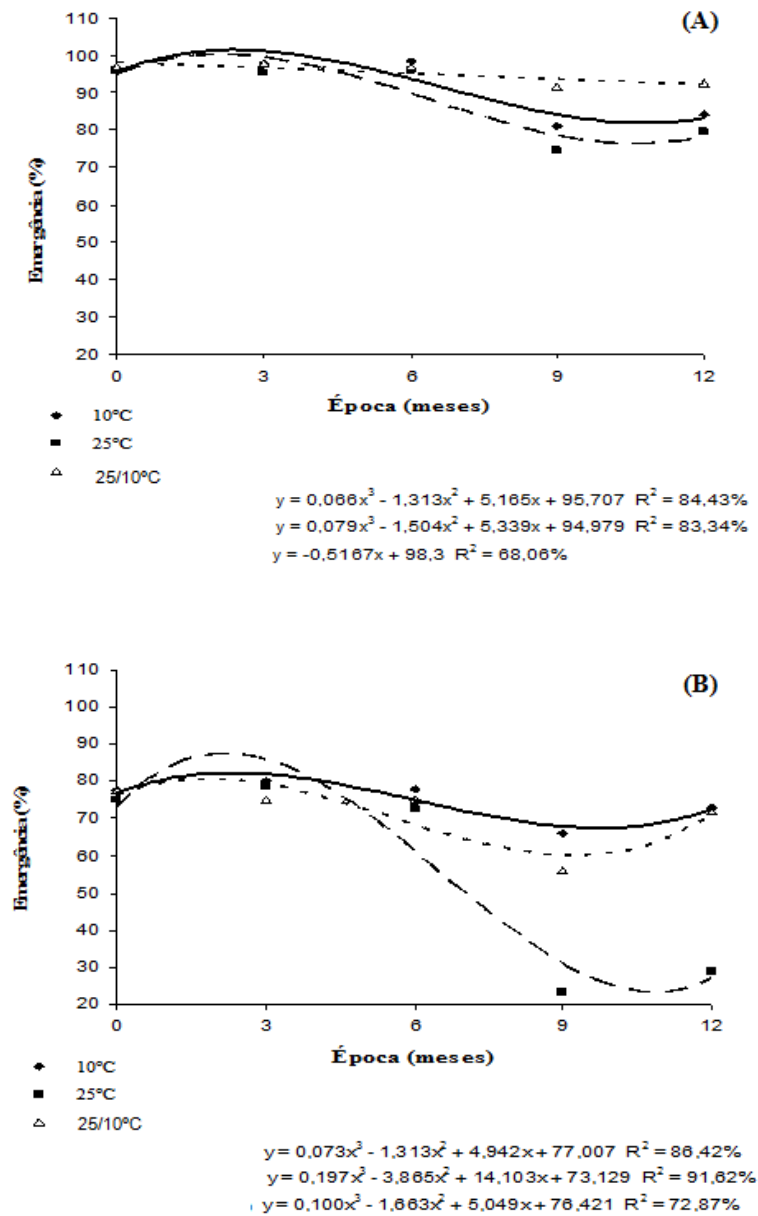 (A)
110
100
90
80
70
60
50
40
30
20
Emergência (%)
0 3 6 9 12
Época (meses)
10ºC
25ºC
25/10ºC
y = 0,066x³ - 1,313x² + 5,165x + 95,707 R² = 84,43%
y = 0,079x³ - 1,504x² + 5,339x + 94,979 R² = 83,34%
y = -0,5167x + 98,3 R² = 68,06%
(B)
110
100
90
80
70
60
50
40
30
20
Emergência (%)
0 3 6 9 12
Época (meses)
10ºC
25ºC
25/10ºC
y = 0,073x³ - 1,313x² + 4,942x + 77,007 R² = 86,42%
y = 0,197x³ - 3,865x² + 14,103x + 73,129 R² = 91,62%
y = 0,100x³ - 1,663x² + 5,049x + 76,421 R² = 72,87%